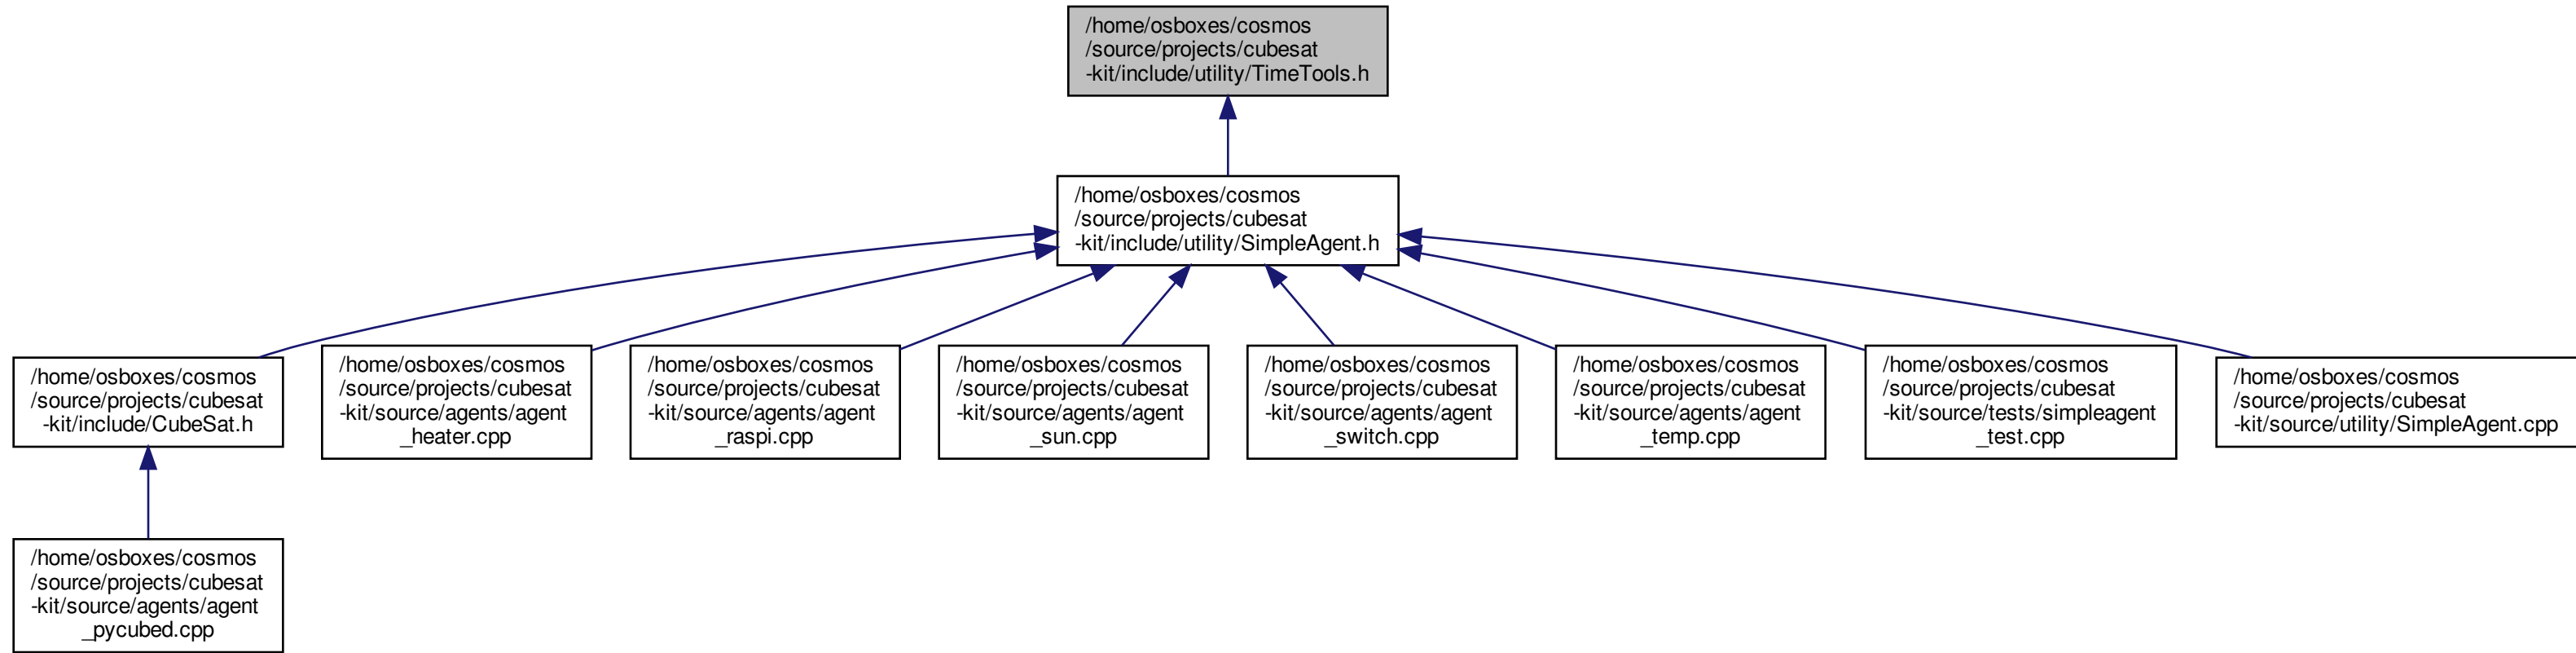 /home/osboxes/cosmos
/source/projects/cubesat
-kit/include/utility/TimeTools.h
/home/osboxes/cosmos
/source/projects/cubesat
-kit/include/utility/SimpleAgent.h
/home/osboxes/cosmos
/source/projects/cubesat
-kit/include/CubeSat.h
/home/osboxes/cosmos
/source/projects/cubesat
-kit/source/agents/agent
_heater.cpp
/home/osboxes/cosmos
/source/projects/cubesat
-kit/source/agents/agent
_raspi.cpp
/home/osboxes/cosmos
/source/projects/cubesat
-kit/source/agents/agent
_sun.cpp
/home/osboxes/cosmos
/source/projects/cubesat
-kit/source/agents/agent
_switch.cpp
/home/osboxes/cosmos
/source/projects/cubesat
-kit/source/agents/agent
_temp.cpp
/home/osboxes/cosmos
/source/projects/cubesat
-kit/source/tests/simpleagent
_test.cpp
/home/osboxes/cosmos
/source/projects/cubesat
-kit/source/utility/SimpleAgent.cpp
/home/osboxes/cosmos
/source/projects/cubesat
-kit/source/agents/agent
_pycubed.cpp